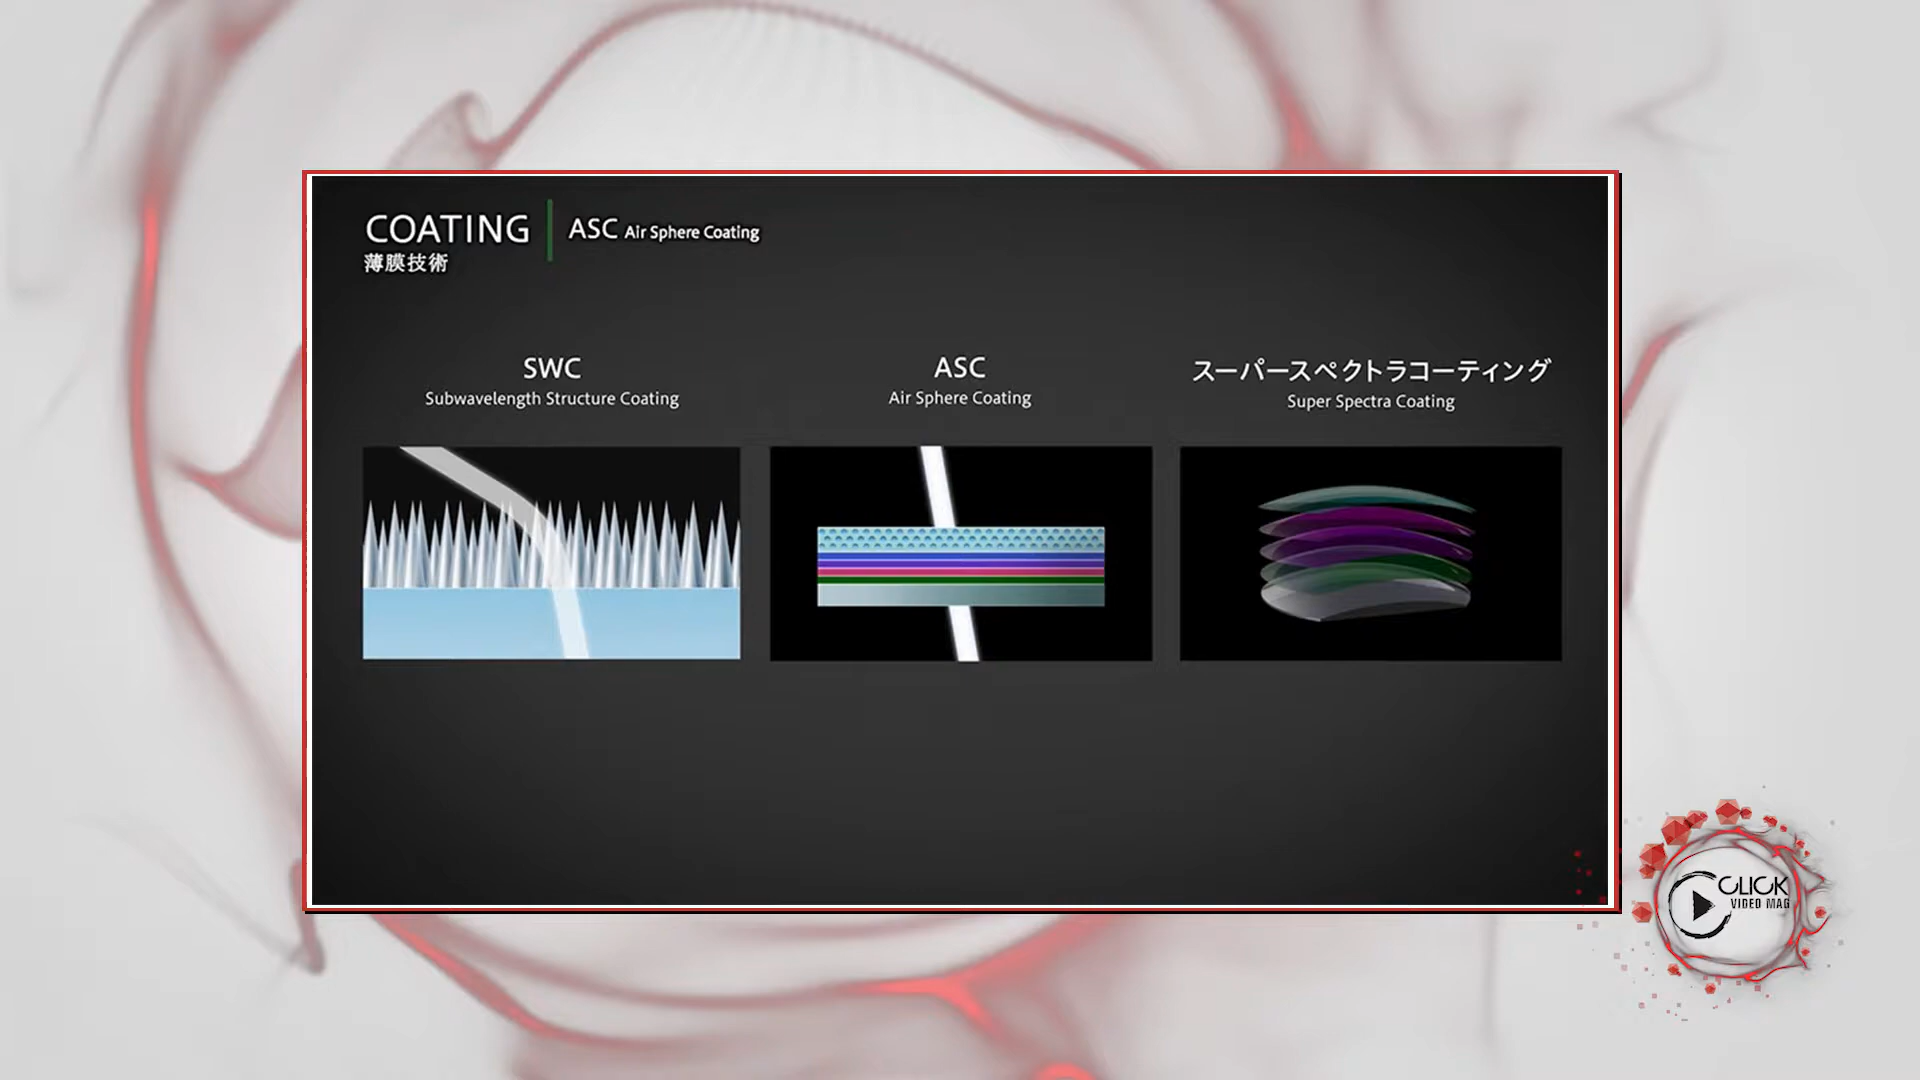 COATING
薄膜技術
ASC Air Sphere Coating
SWC
Subwavelength Structure Coating
ASC
Air Sphere Coating
スーパースペクトラコーティング
Super Spectra Coating
CLICK
VIDEO MAG